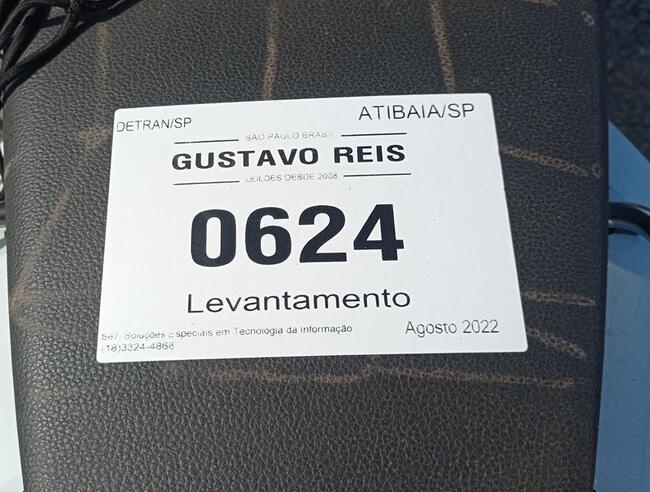 DETRAN/SP
ATIBAIA/SP
SÃO PAULO BRASIL
GUSTAVO REIS
LEILÕES DESDE 2008
0624
Levantamento
Se7 Soluções Especiais em Tecnologia da Informação
(18)3324-4868
Agosto 2022